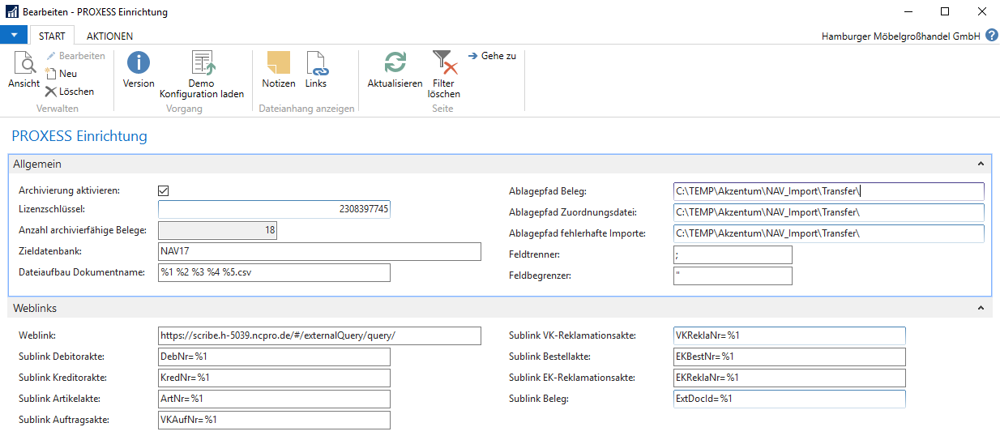 Bearbeiten - PROXESS Einrichtung
START AKTIONEN
Hamburger Möbelgroßhandel GmbH
Ansicht
Bearbeiten
Neu
Löschen
Verwalten
Version
Demo
Konfiguration laden
Vorgang
Notizen
Links
Dateianhang anzeigen
Aktualisieren
Filter
löschen
Gehe zu
Seite
PROXESS Einrichtung
Allgemein
Archivierung aktivieren:
Lizenzschlüssel: 2308397745
Anzahl archivierfähige Belege: 18
Zieldatenbank: NAV17
Dateiaufbau Dokumentname: %1 %2 %3 %4 %5.csv
Ablagepfad Beleg: C:\TEMP\Akzentum\NAV_Import\Transfer\
Ablagepfad Zuordnungsdatei: C:\TEMP\Akzentum\NAV_Import\Transfer\
Ablagepfad fehlerhafte Importe: C:\TEMP\Akzentum\NAV_Import\Transfer\
Feldtrenner: ;
Feldbegrenzer: "
Weblinks
Weblink: https://scribe.h-5039.ncpro.de/#/externalQuery/query/
Sublink Debitorakte: DebNr=%1
Sublink Kreditorakte: KredNr=%1
Sublink Artikelakte: ArtNr=%1
Sublink Auftragsakte: VKAufNr=%1
Sublink VK-Reklamationsakte: VKReklaNr=%1
Sublink Bestellakte: EKBestNr=%1
Sublink EK-Reklamationsakte: EKReklaNr=%1
Sublink Beleg: ExtDocId=%1